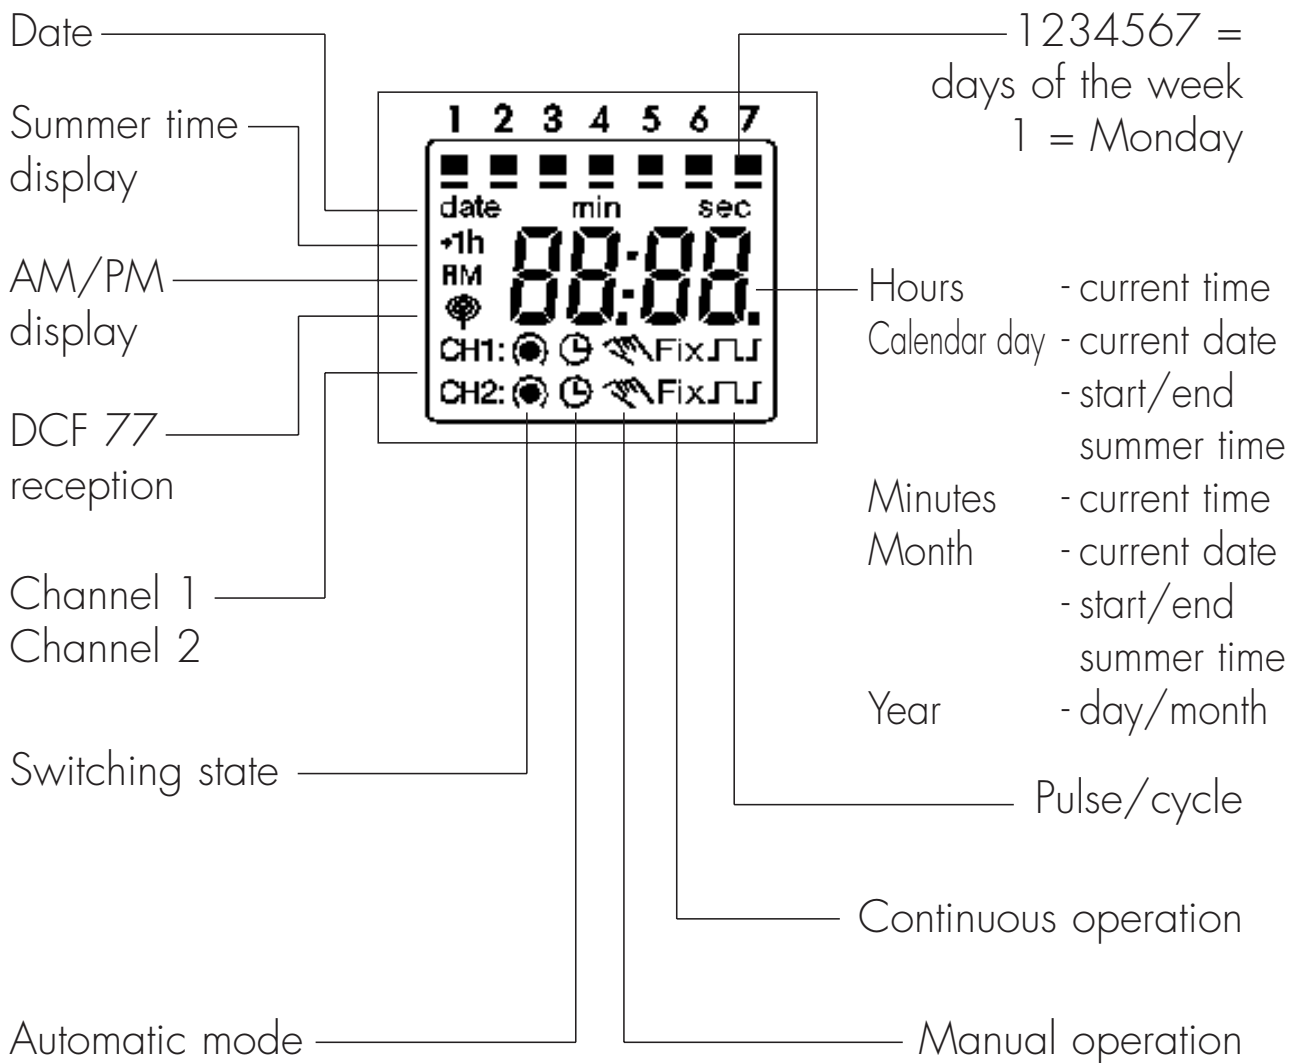 Date
Summer time
display
AM/PM
display
DCF 77
reception
Channel 1
Channel 2
Switching state
Automatic mode
1 2 3 4 5 6 7
date min sec
+1h
AM
88:88.
CH1: Fix
CH2: Fix
1234567 =
days of the week
1 = Monday
Hours - current time
Calendar day - current date
- start/end
summer time
Minutes - current time
Month - current date
- start/end
summer time
Year - day/month
Pulse/cycle
Continuous operation
Manual operation